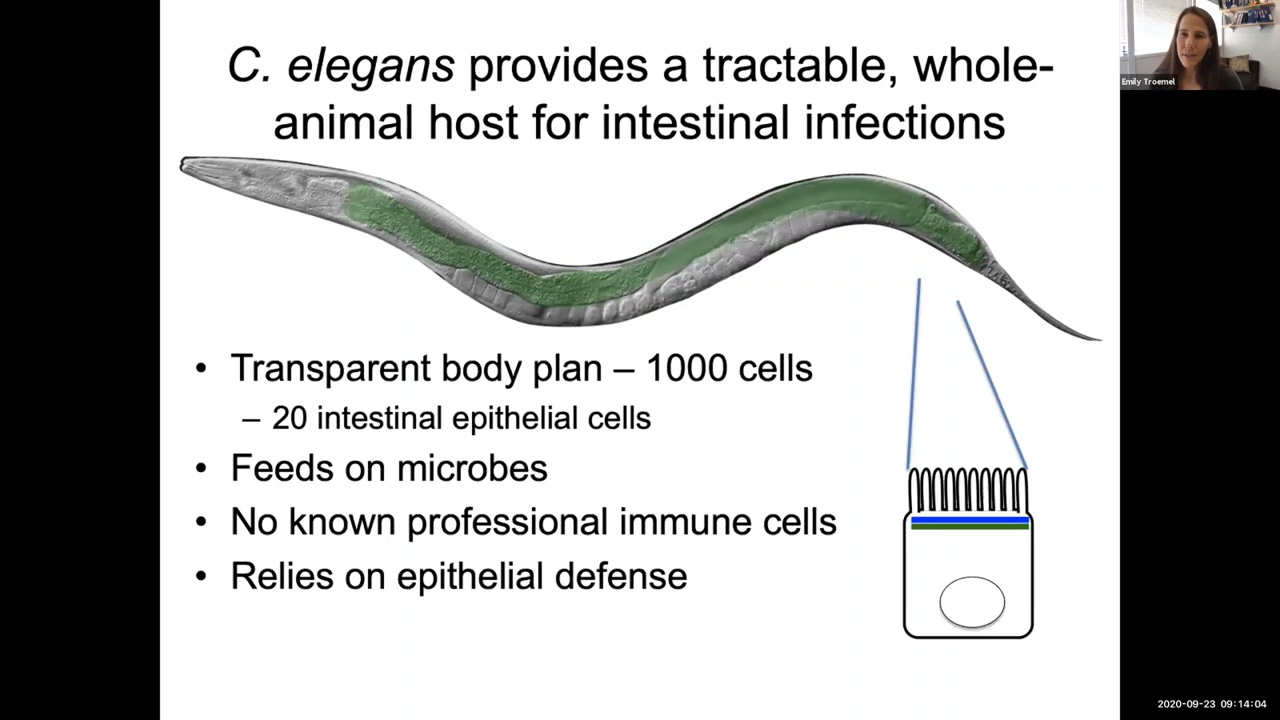 C. elegans provides a tractable, whole-
animal host for intestinal infections
Emily Troemel
• Transparent body plan – 1000 cells
– 20 intestinal epithelial cells
• Feeds on microbes
• No known professional immune cells
• Relies on epithelial defense
2020-09-23 09:14:04